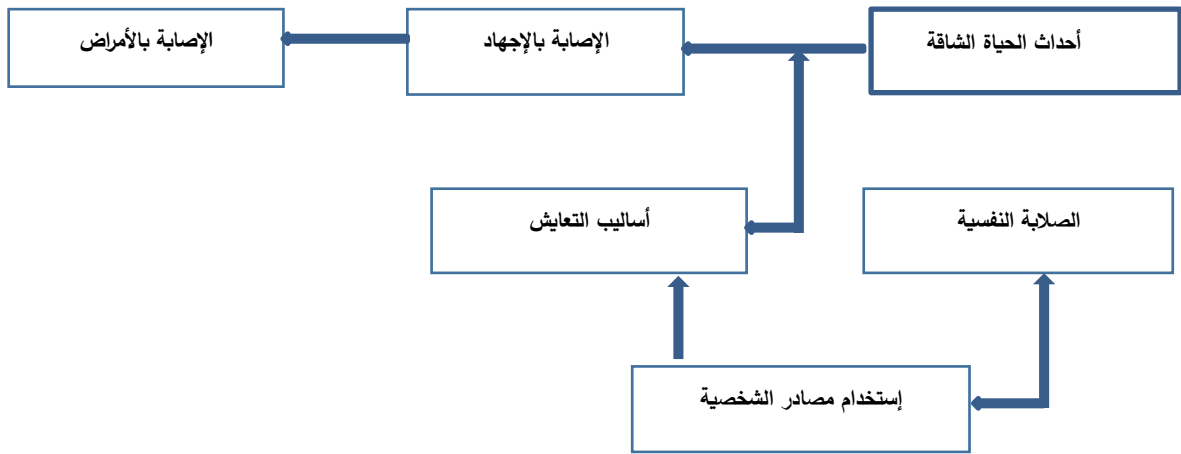 أحداث الحياة الشاقة
الإصابة بالإجهاد
الإصابة بالأمراض
الصلابة النفسية
أساليب التعايش
إستخدام مصادر الشخصية